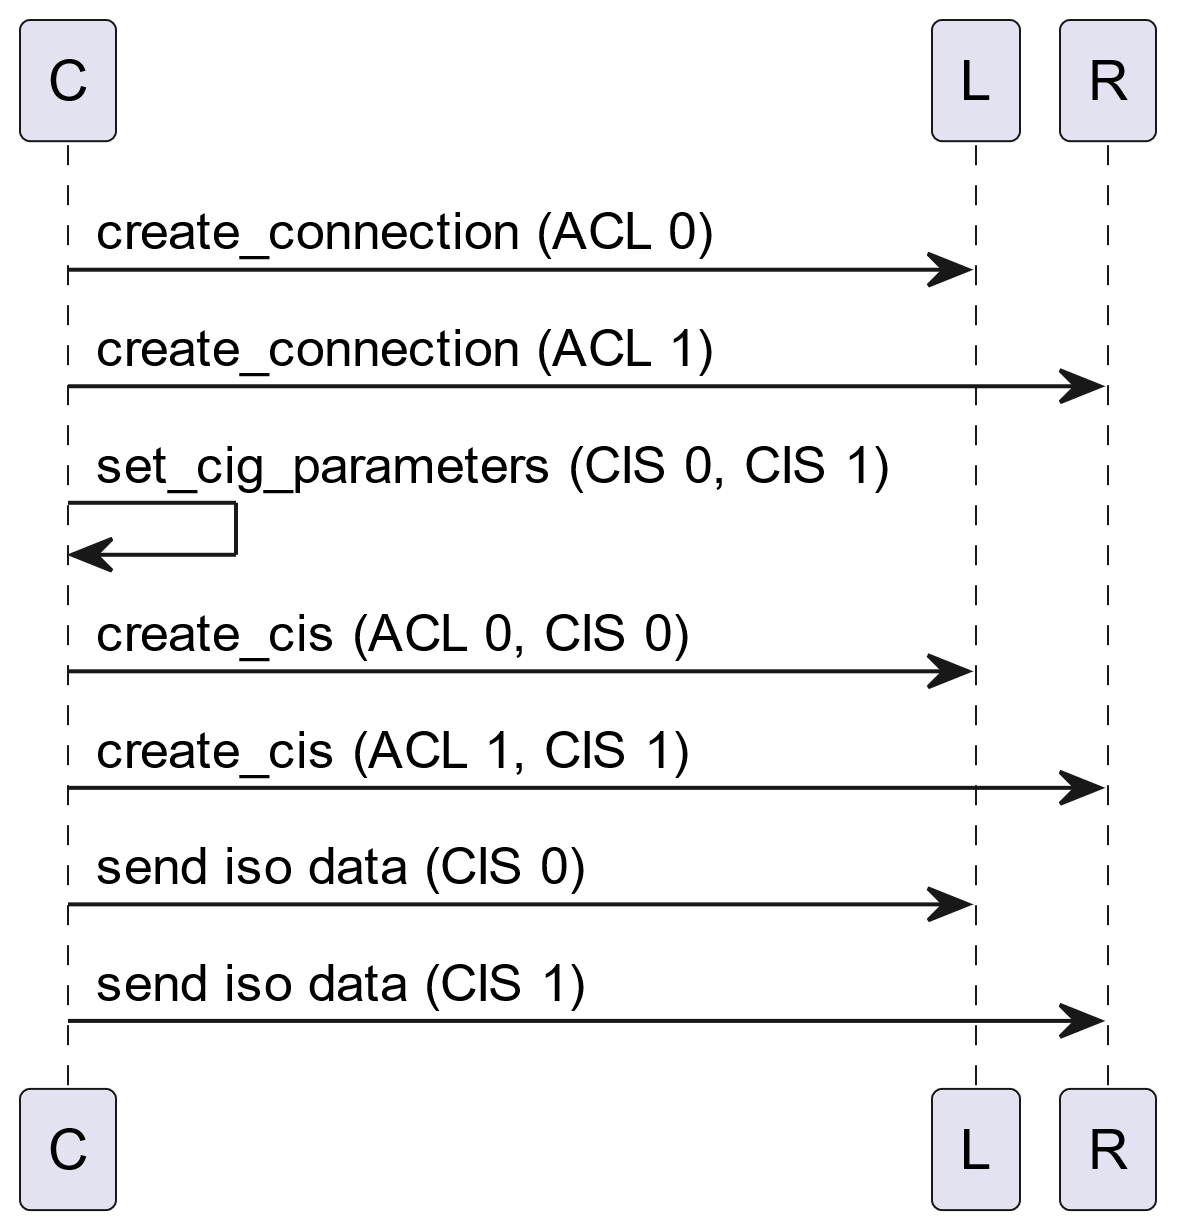 C L R
create_connection (ACL 0)
create_connection (ACL 1)
set_cig_parameters (CIS 0, CIS 1)
create_cis (ACL 0, CIS 0)
create_cis (ACL 1, CIS 1)
send iso data (CIS 0)
send iso data (CIS 1)
C L R